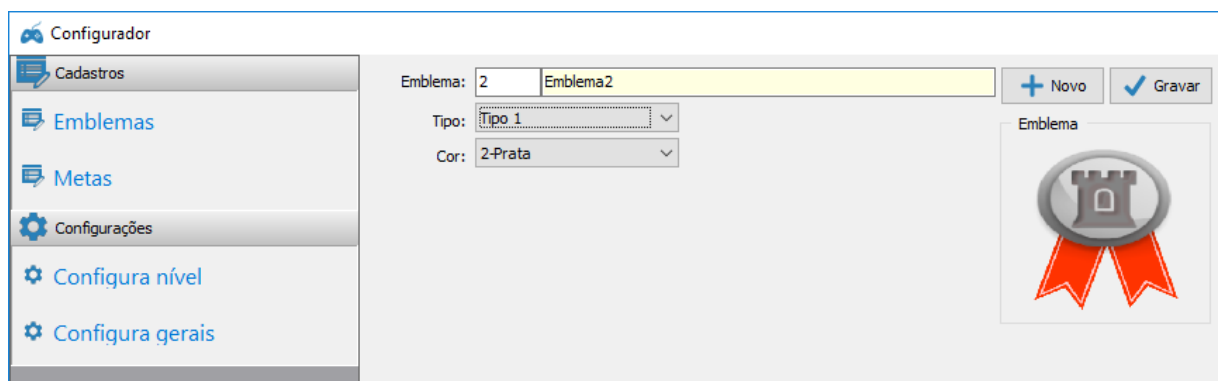 Configurador
Cadastros
Emblemas
Metas
Configurações
Configura nível
Configura gerais
Emblema: 2 Emblema2
Novo Gravar
Tipo: Tipo 1
Cor: 2-Prata
Emblema